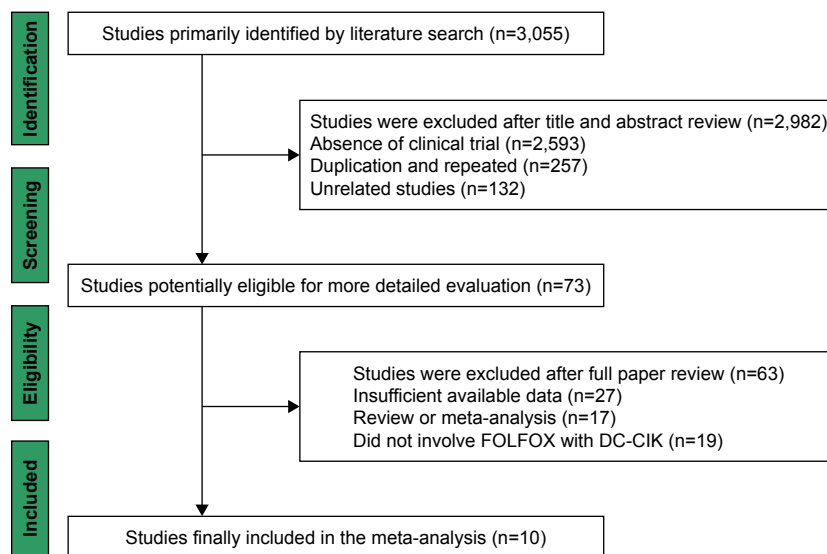 Identification
Studies primarily identified by literature search (n=3,055)
Studies were excluded after title and abstract review (n=2,982)
Absence of clinical trial (n=2,593)
Duplication and repeated (n=257)
Unrelated studies (n=132)
Screening
Studies potentially eligible for more detailed evaluation (n=73)
Eligibility
Studies were excluded after full paper review (n=63)
Insufficient available data (n=27)
Review or meta-analysis (n=17)
Did not involve FOLFOX with DC-CIK (n=19)
Included
Studies finally included in the meta-analysis (n=10)